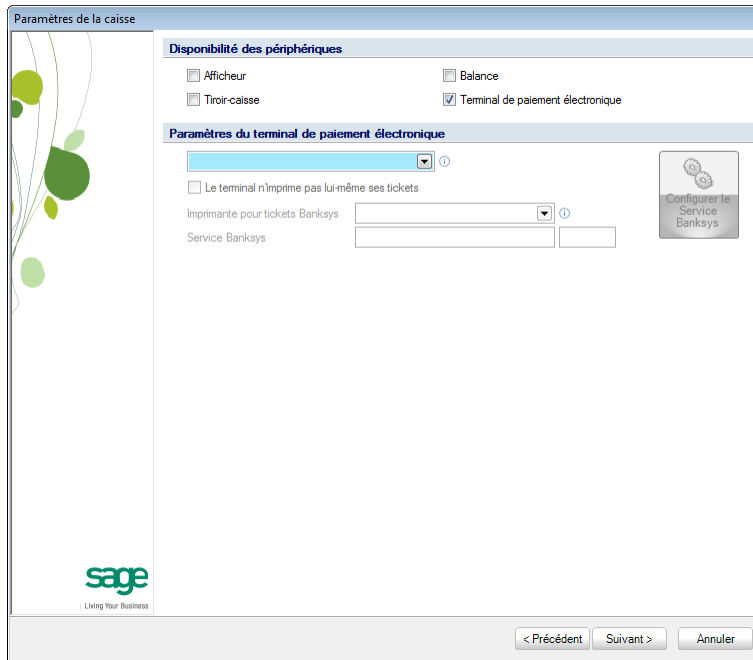 Paramètres de la caisse
Disponibilité des périphériques
Afficheur
Balance
Tiroir-caisse
Terminal de paiement électronique
Paramètres du terminal de paiement électronique
Le terminal n'imprime pas lui-même ses tickets
Imprimante pour tickets Banksys
Service Banksys
Configurer le
Service
Banksys
sage
Living Your Business
< Précédent
Suivant >
Annuler